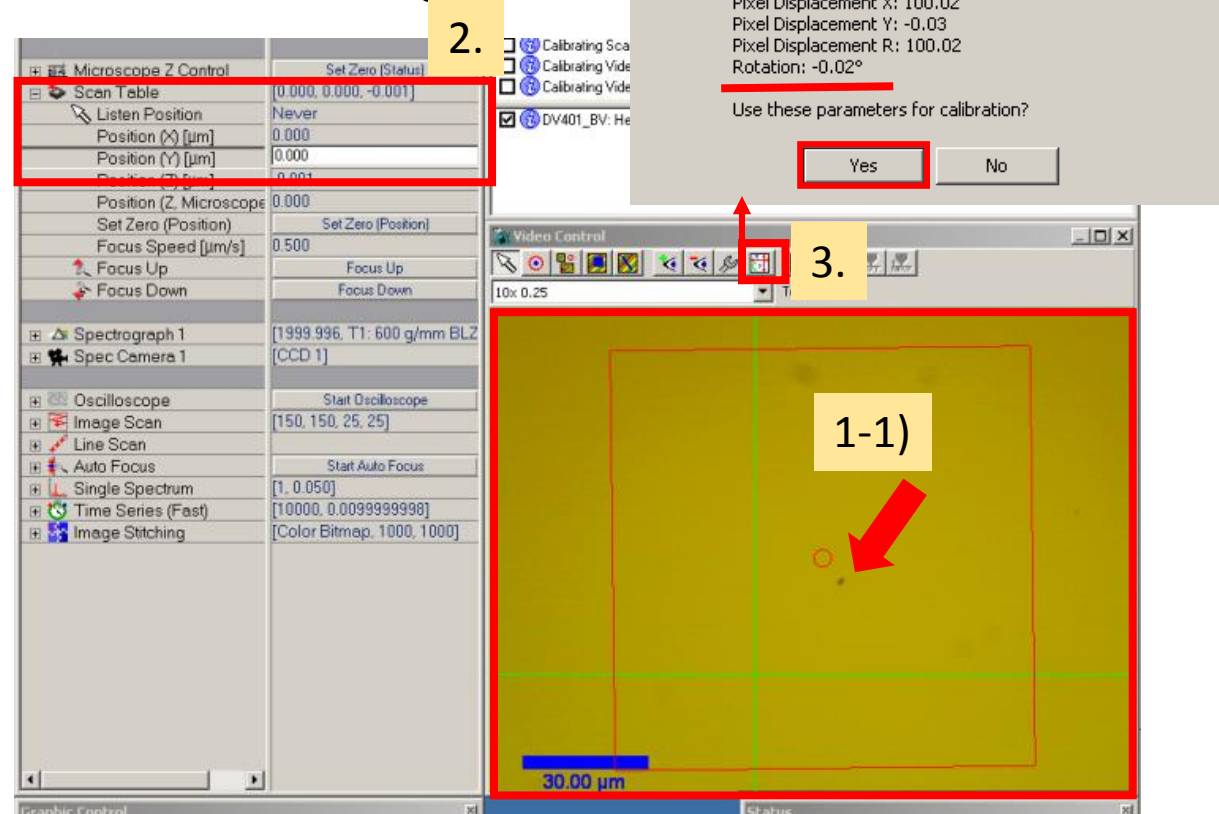 2.
Pixel Displacement X: 100.02
Pixel Displacement Y: -0.03
Pixel Displacement R: 100.02
Rotation: -0.02°
Use these parameters for calibration?
Yes No
Calibrating Sca
Calibrating Vide
Calibrating Vide
DV401_BV: He
Microscope Z Control Set Zero (Status)
Scan Table [0.000, 0.000, -0.001]
Listen Position Never
Position (X) [µm] 0.000
Position (Y) [µm] 0.000
Position (Z) [µm] -0.001
Position (Z, Microscope 0.000
Set Zero (Position) Set Zero (Position)
Focus Speed [µm/s] 0.500
Focus Up Focus Up
Focus Down Focus Down
Spectrograph 1 [1999.996, T1: 600 g/mm BLZ
Spec Camera 1 [CCD 1]
Oscilloscope Start Oscilloscope
Image Scan [150, 150, 25, 25]
Line Scan
Auto Focus Start Auto Focus
Single Spectrum [1, 0.050]
Time Series (Fast) [10000, 0.0099999998]
Image Stitching [Color Bitmap, 1000, 1000]
Video Control
3.
10x 0.25
1-1)
30.00 µm
Graphic Control
Status